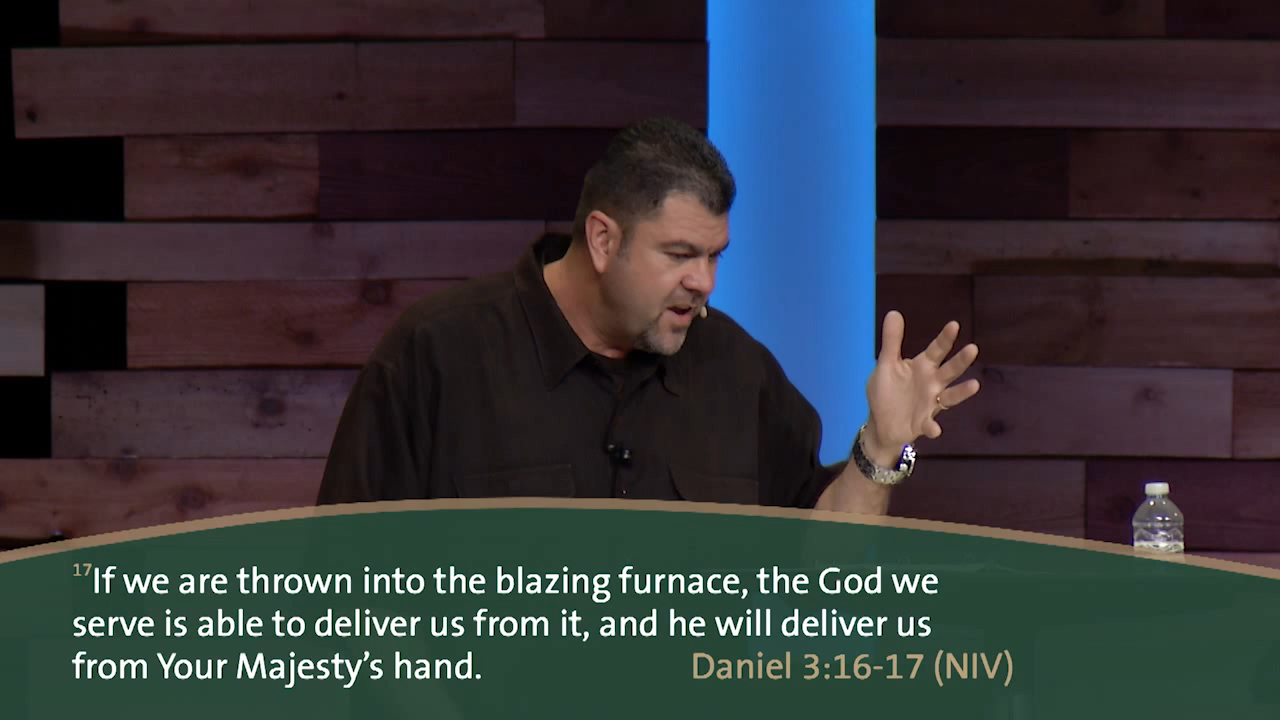 17If we are thrown into the blazing furnace, the God we
serve is able to deliver us from it, and he will deliver us
from Your Majesty’s hand. Daniel 3:16-17 (NIV)